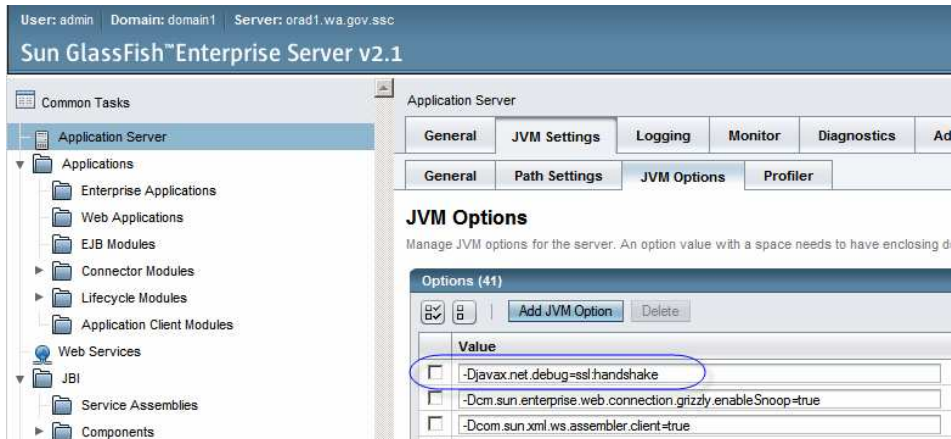 User: admin Domain: domain1 Server: orad1.wa.gov.ssc
Sun GlassFish™Enterprise Server v2.1
Common Tasks
Application Server
Applications
Enterprise Applications
Web Applications
EJB Modules
Connector Modules
Lifecycle Modules
Application Client Modules
Web Services
JBI
Service Assemblies
Components
Application Server
General JVM Settings Logging Monitor Diagnostics Ad
General Path Settings JVM Options Profiler
JVM Options
Manage JVM options for the server. An option value with a space needs to have enclosing d
Options (41)
Add JVM Option Delete
Value
-Djavax.net.debug=ssl:handshake
-Dcm.sun.enterprise.web.connection.grizzly.enableSnoop=true
-Dcom.sun.xml.ws.assembler.client=true